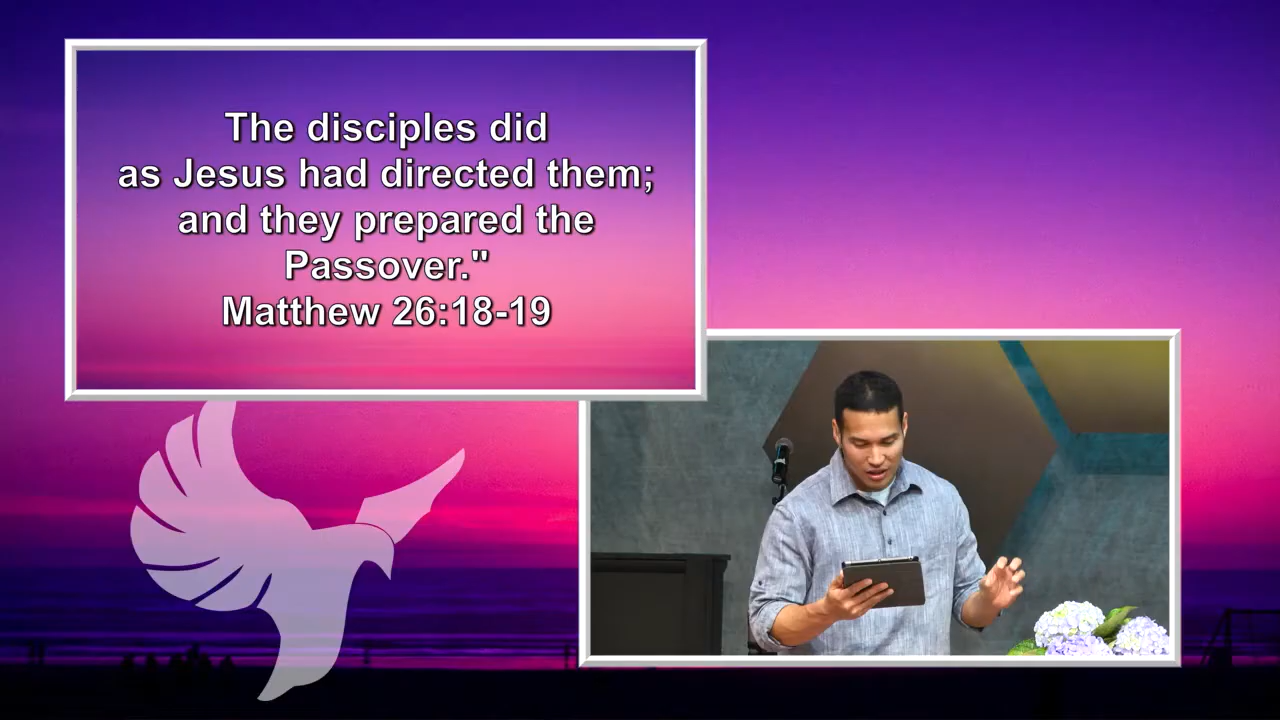 The disciples did
as Jesus had directed them;
and they prepared the
Passover."
Matthew 26:18-19